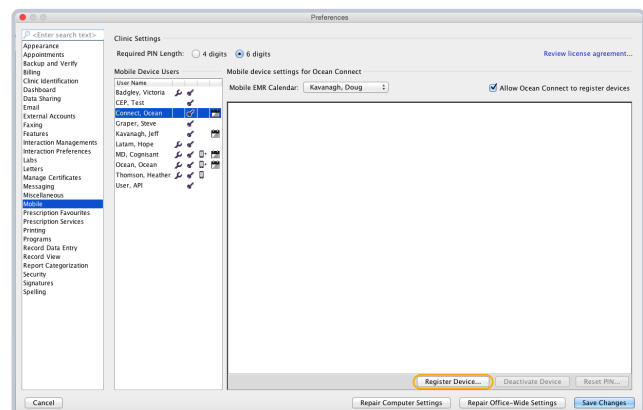 Preferences
<Enter search text>
Appearance
Appointments
Backup and Verify
Billing
Clinic Identification
Dashboard
Data Sharing
Email
External Accounts
Faxing
Features
Interaction Managements
Interaction Preferences
Labs
Letters
Manage Certificates
Messaging
Miscellaneous
Mobile
Prescription Favourites
Prescription Services
Printing
Programs
Record Data Entry
Record View
Report Categorization
Security
Signatures
Spelling
Clinic Settings
Required PIN Length: 4 digits 6 digits
Review license agreement...
Mobile Device Users
User Name
Badgley, Victoria
CEP, Test
Connect, Ocean
Graper, Steve
Kavanagh, Jeff
Latam, Hope
MD, Cognisant
Ocean, Ocean
Thomson, Heather
User, API
Mobile device settings for Ocean Connect
Mobile EMR Calendar: Kavanagh, Doug
Allow Ocean Connect to register devices
Register Device... Deactivate Device Reset PIN...
Cancel Repair Computer Settings Repair Office-Wide Settings Save Changes